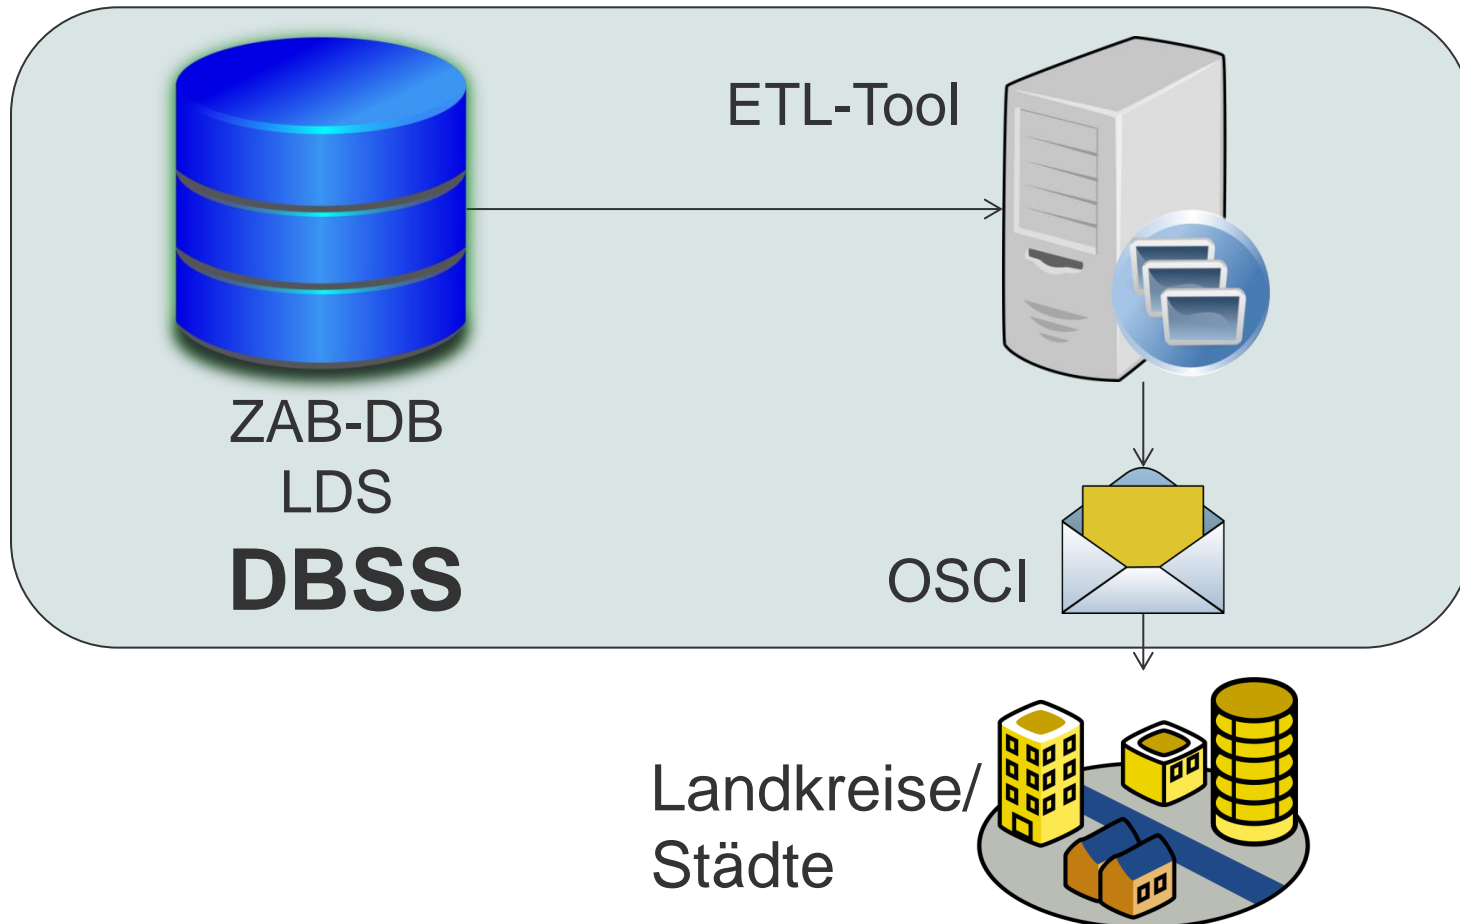 ETL-Tool
ZAB-DB
LDS
DBSS
OSCI
Landkreise/
Städte